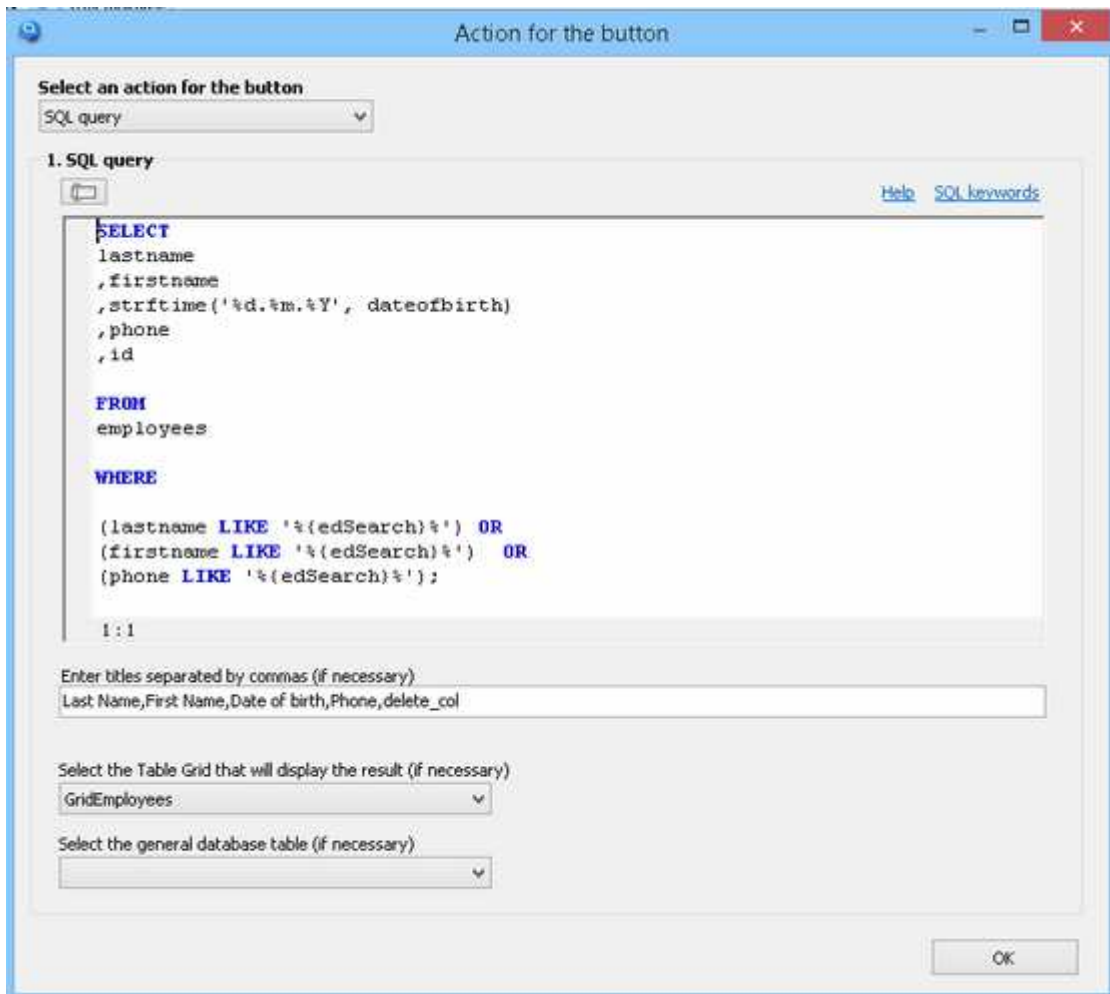 Action for the button
Select an action for the button
SQL query
1. SQL query
Help SQL keywords
SELECT
lastname
,firstname
,strftime('%d.%m.%Y', dateofbirth)
,phone
,id
FROM
employees
WHERE
(lastname LIKE '%{edSearch}%') OR
(firstname LIKE '%{edSearch}%') OR
(phone LIKE '%{edSearch}%');
1:1
Enter titles separated by commas (if necessary)
Last Name,First Name,Date of birth,Phone,delete_col
Select the Table Grid that will display the result (if necessary)
GridEmployees
Select the general database table (if necessary)
OK